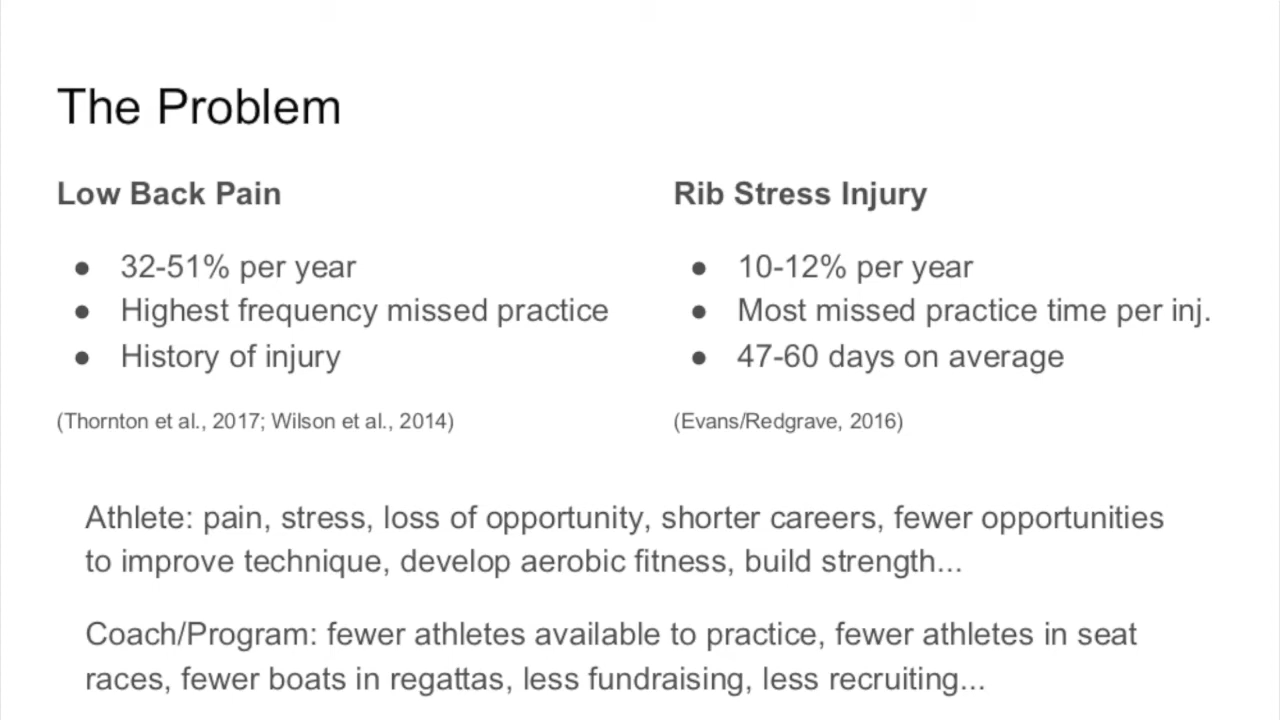 The Problem
Low Back Pain
● 32-51% per year
● Highest frequency missed practice
● History of injury
(Thornton et al., 2017; Wilson et al., 2014)
Rib Stress Injury
● 10-12% per year
● Most missed practice time per inj.
● 47-60 days on average
(Evans/Redgrave, 2016)
Athlete: pain, stress, loss of opportunity, shorter careers, fewer opportunities
to improve technique, develop aerobic fitness, build strength...
Coach/Program: fewer athletes available to practice, fewer athletes in seat
races, fewer boats in regattas, less fundraising, less recruiting...